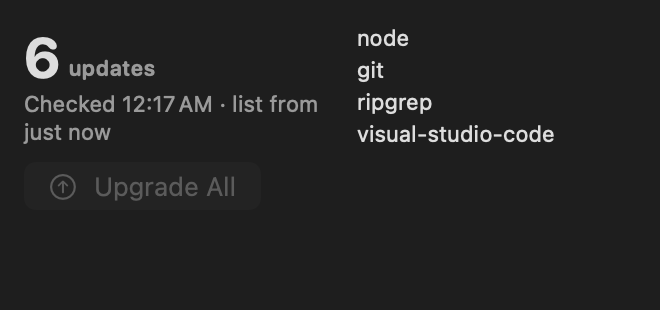 6 updates
Checked 12:17 AM · list from
just now
Upgrade All
node
git
ripgrep
visual-studio-code